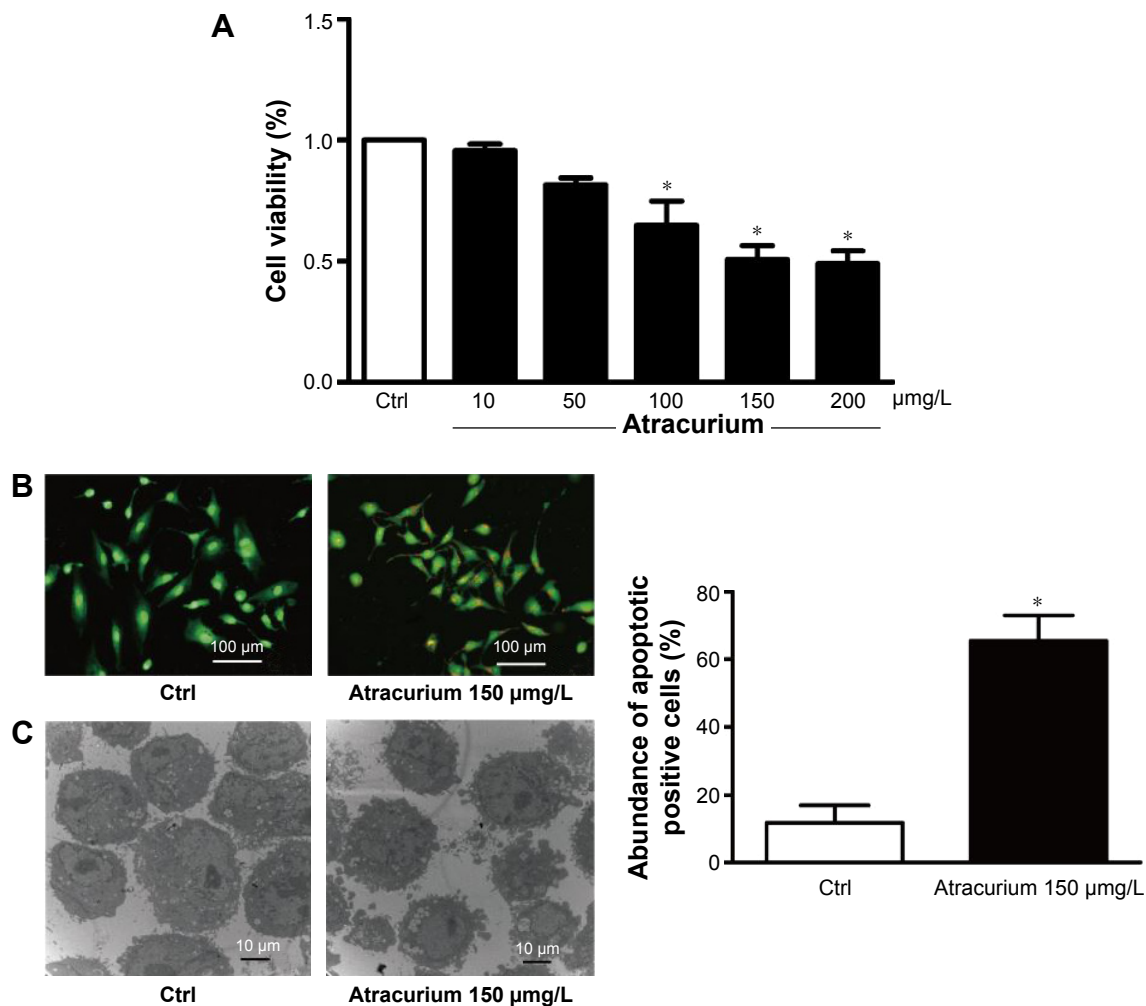 A
Cell viability (%)
1.5
1.0
0.5
0.0
Ctrl 10 50 100 150 200 µmg/L
Atracurium
* * *
B
100 µm 100 µm
Ctrl Atracurium 150 µmg/L
C
10 µm 10 µm
Ctrl Atracurium 150 µmg/L
Abundance of apoptotic
positive cells (%)
80
60
40
20
0
*
Ctrl Atracurium 150 µmg/L